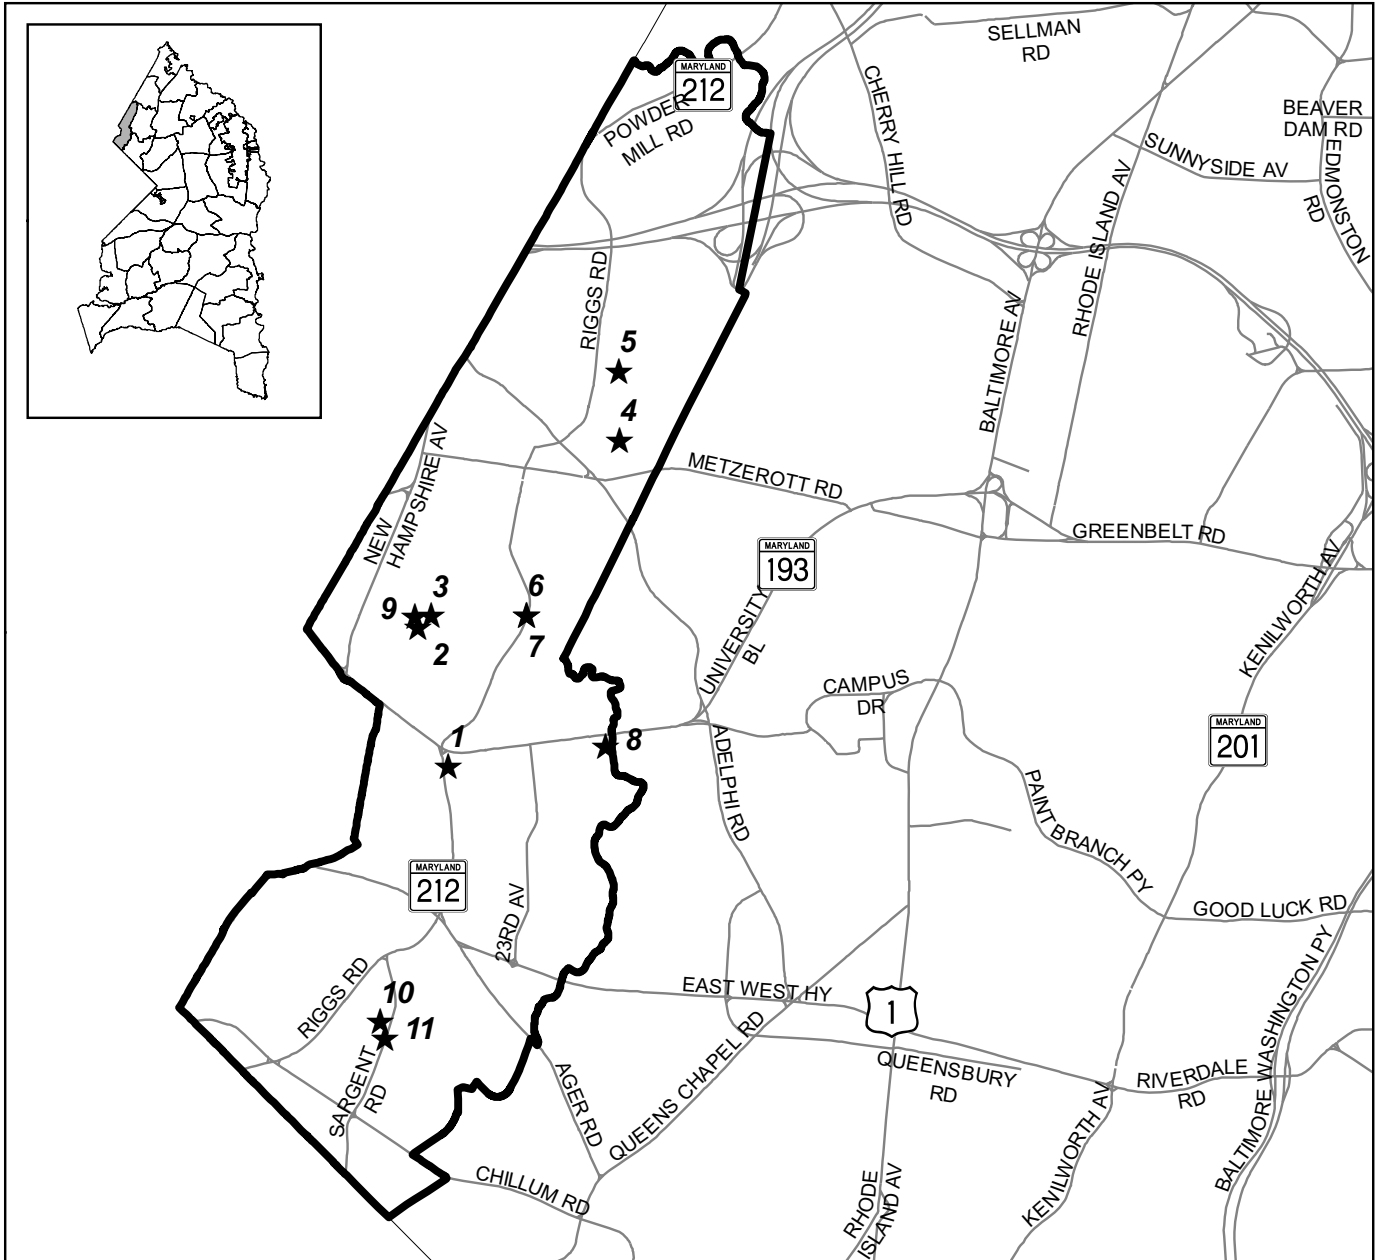 SELLMAN
RD
MARYLAND
212
POWDER
MILL RD
CHERRY HILL RD
BEAVER
DAM RD
SUNNYSIDE AV
EDMONSTON
RD
RHODE ISLAND AV
RIGGS RD
BALTIMORE AV
5
4
NEW
HAMPSHIRE AV
METZEROTT RD
GREENBELT RD
MARYLAND
193
KENILWORTH AV
3
6
9
2
7
UNIVERSITY
BL
CAMPUS
DR
1
8
ADELPHI RD
MARYLAND
201
PAINT BRANCH PY
MARYLAND
212
23RD AV
GOOD LUCK RD
RIGGS RD
10
11
EAST WEST HY
1
BALTIMORE WASHINGTON PY
SARGENT
RD
AGER RD
QUEENS CHAPEL RD
QUEENSBURY
RD
RIVERDALE
RD
KENILWORTH AV
CHILLUM RD
RHODE
ISLAND AV